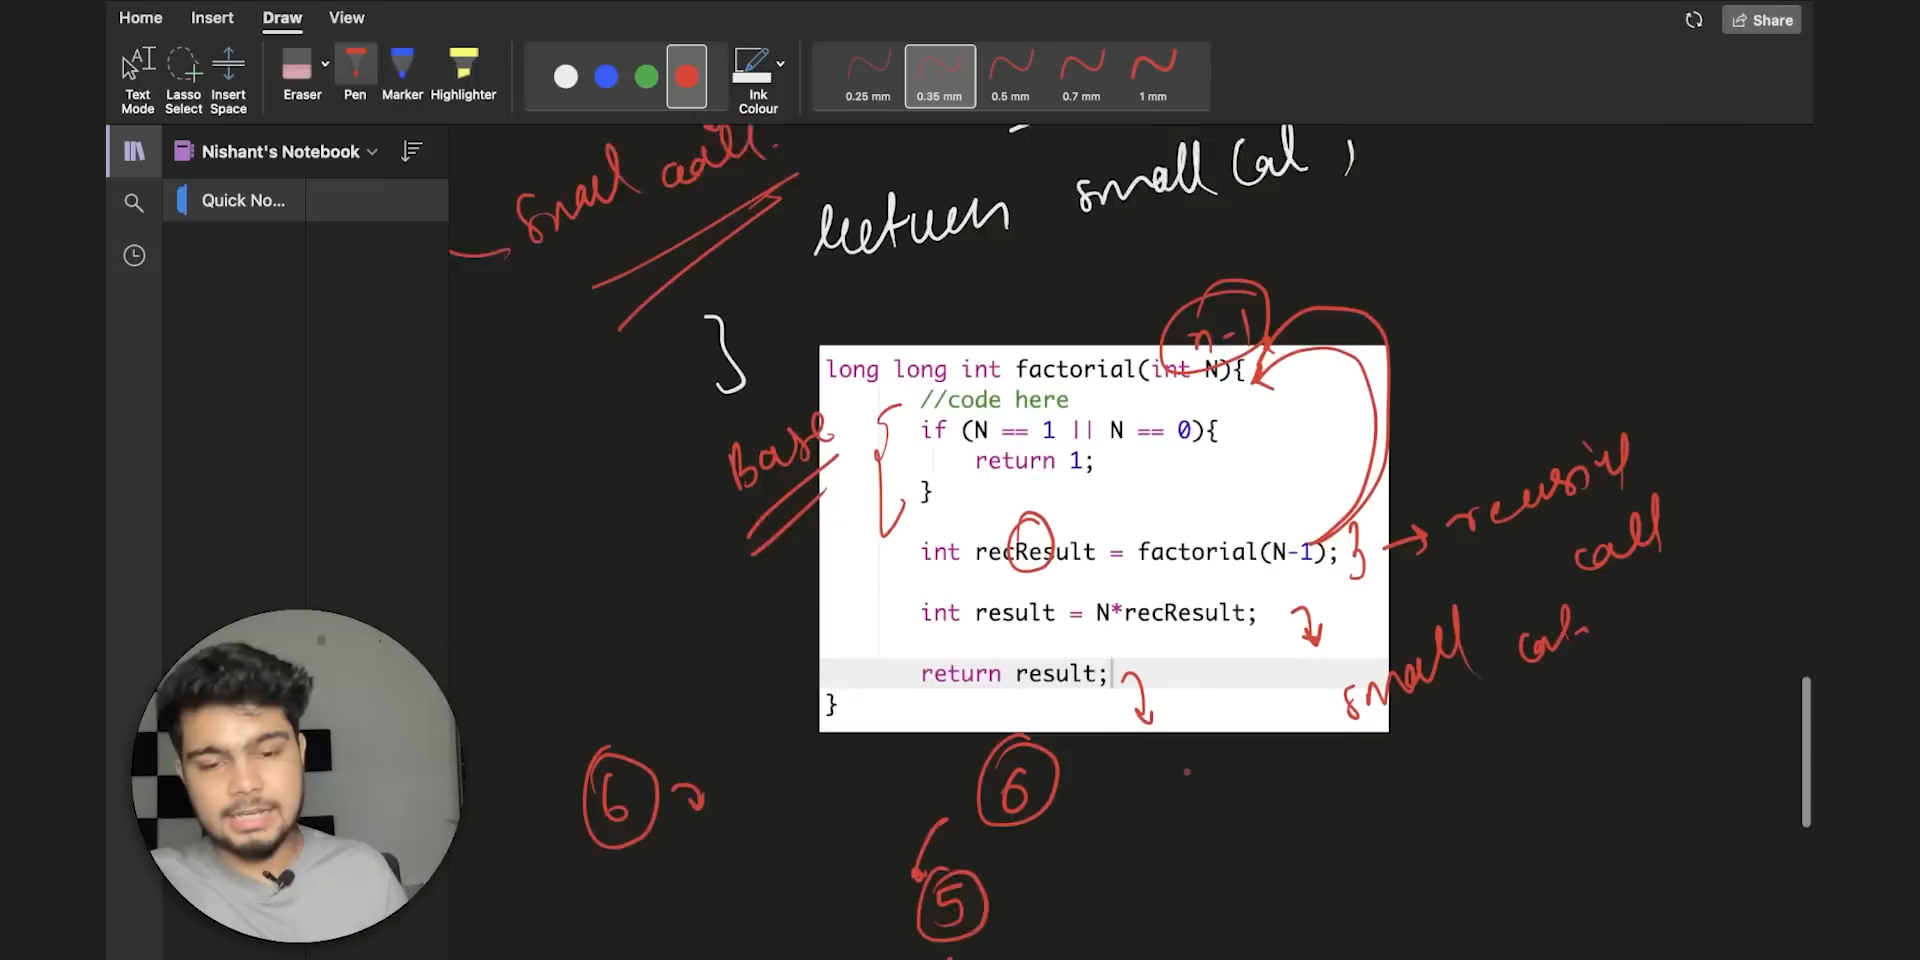 Home Insert Draw View
Share
Text Mode
Lasso Select
Insert Space
Eraser
Pen
Marker
Highlighter
Ink Colour
0.25 mm
0.35 mm
0.5 mm
0.7 mm
1 mm
Nishant's Notebook
Quick No...
small
small Cal ;
return
}
n-1
long long int factorial(int N){
//code here
if (N == 1 || N == 0){
return 1;
}
Base
int recResult = factorial(N-1); }
→ recursive call
int result = N*recResult;
small cal.
return result;
}
6
6
5